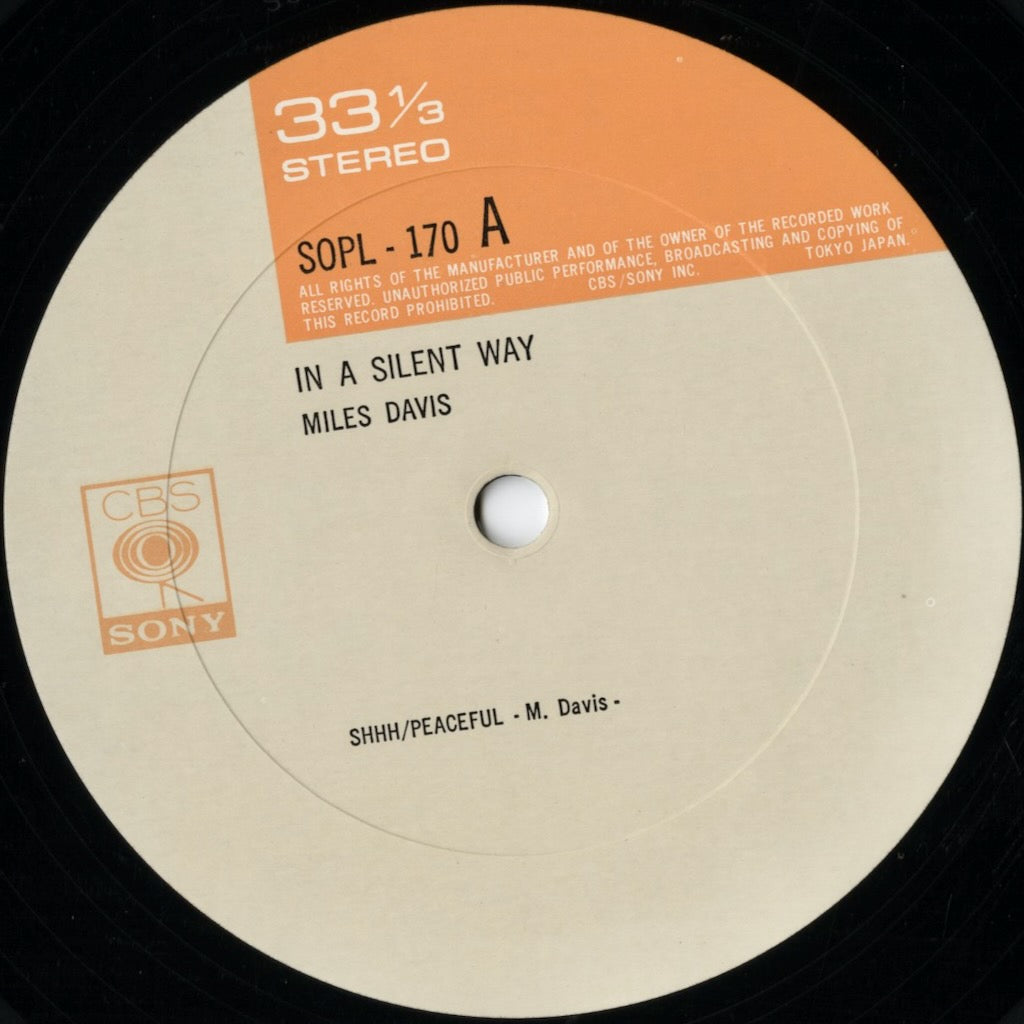 33 1/3
STEREO
SOPL - 170 A
ALL RIGHTS OF THE MANUFACTURER AND OF THE OWNER OF THE RECORDED WORK
RESERVED. UNAUTHORIZED PUBLIC PERFORMANCE, BROADCASTING AND COPYING OF
THIS RECORD PROHIBITED. CBS/SONY INC. TOKYO JAPAN.
IN A SILENT WAY
MILES DAVIS
CBS
SONY
SHHH/PEACEFUL - M. Davis -